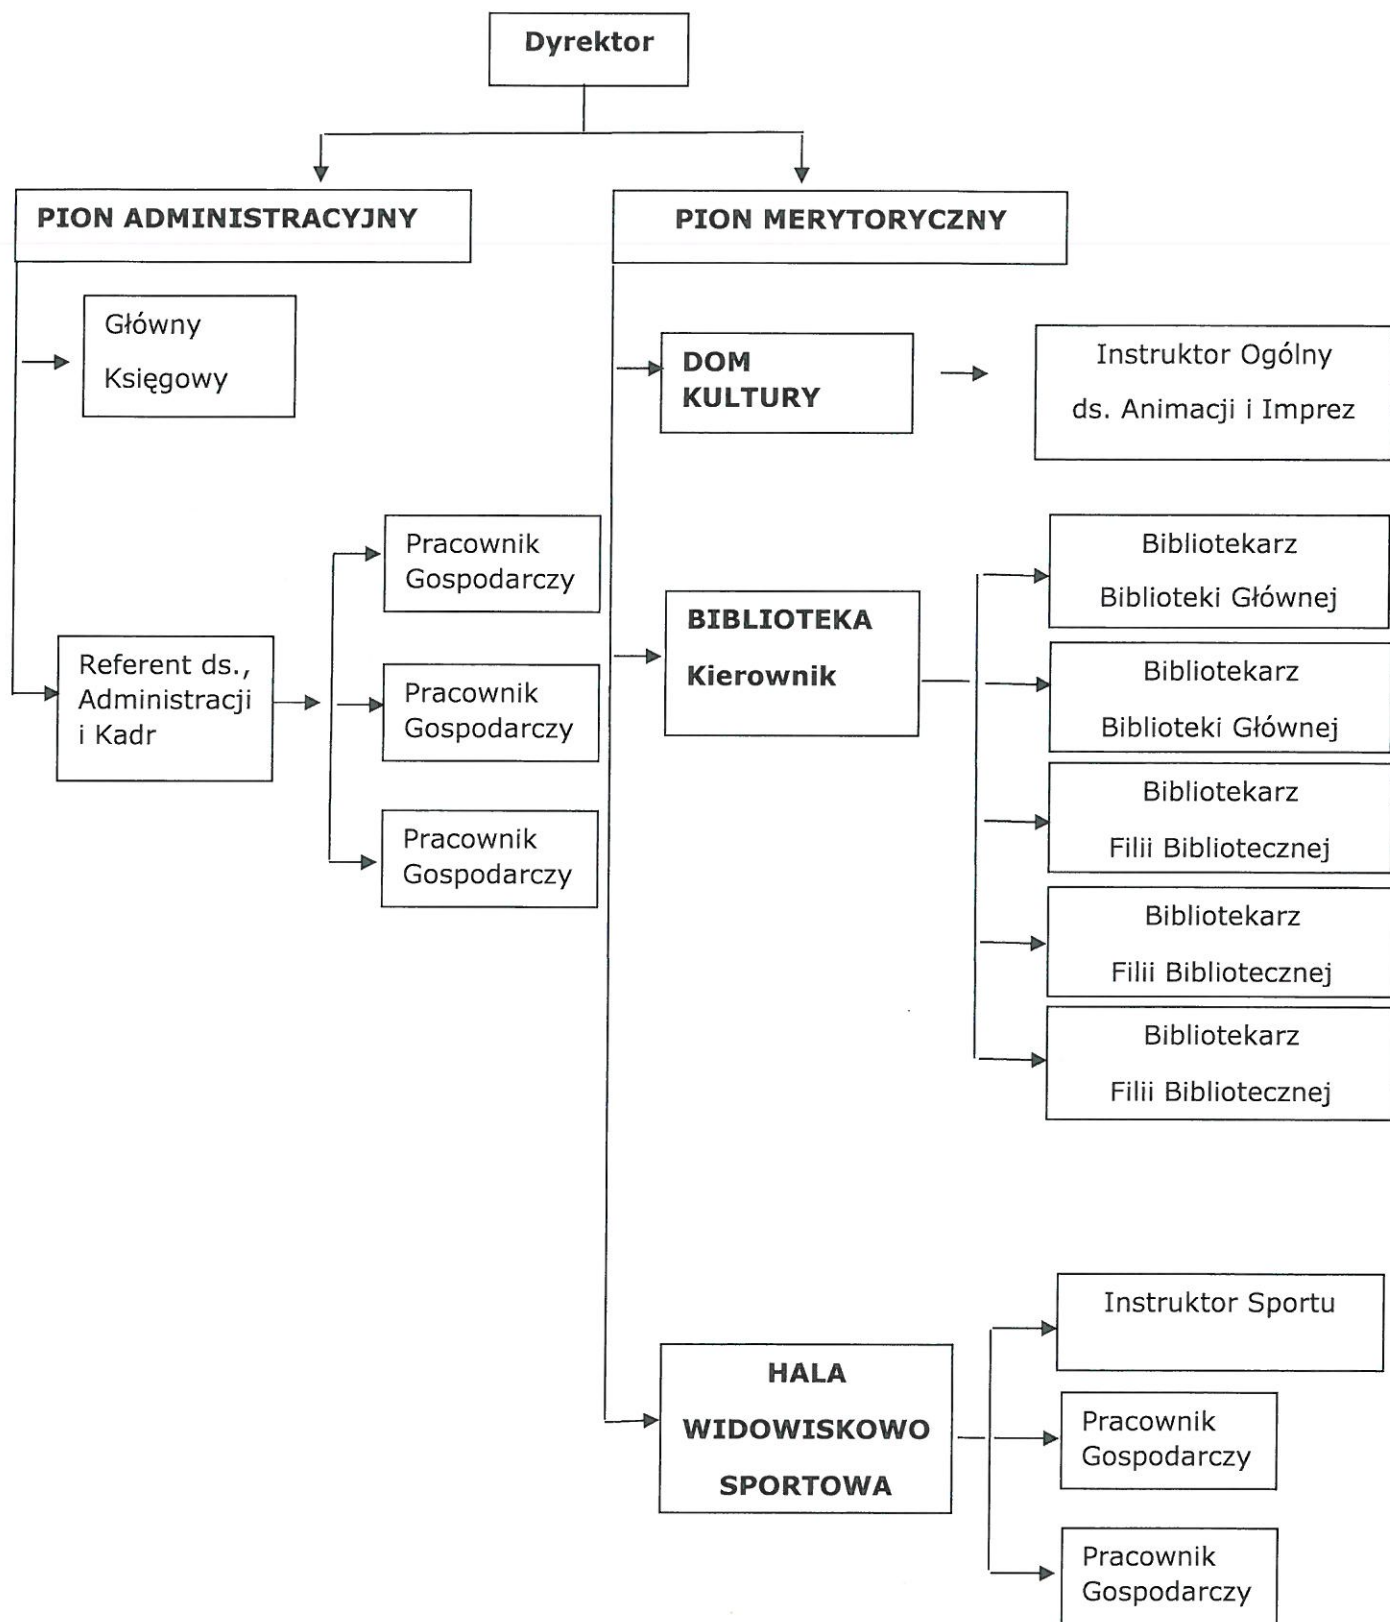 Dyrektor
PION ADMINISTRACYJNY
PION MERYTORYCZNY
Główny
Księgowy
Referent ds.,
Administracji
i Kadr
Pracownik
Gospodarczy
Pracownik
Gospodarczy
Pracownik
Gospodarczy
DOM
KULTURY
Instruktor Ogólny
ds. Animacji i Imprez
BIBLIOTEKA
Kierownik
Bibliotekarz
Biblioteki Głównej
Bibliotekarz
Biblioteki Głównej
Bibliotekarz
Filii Bibliotecznej
Bibliotekarz
Filii Bibliotecznej
Bibliotekarz
Filii Bibliotecznej
HALA
WIDOWISKOWO
SPORTOWA
Instruktor Sportu
Pracownik
Gospodarczy
Pracownik
Gospodarczy